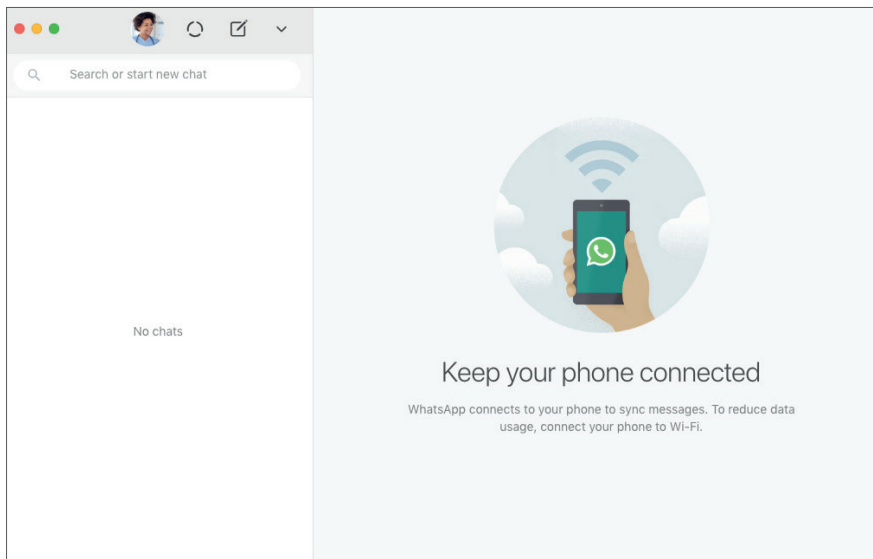 Search or start new chat
No chats
Keep your phone connected
WhatsApp connects to your phone to sync messages. To reduce data
usage, connect your phone to Wi-Fi.